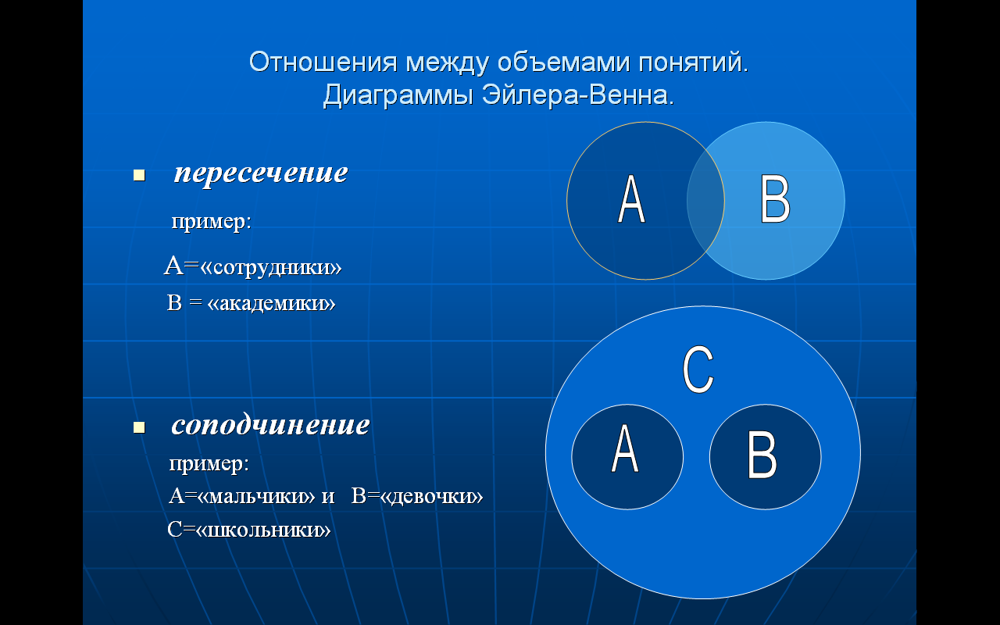 Отношения между объемами понятий.
Диаграммы Эйлера-Венна.
пересечение
пример:
А=«сотрудники»
В = «академики»
А
В
соподчинение
пример:
А=«мальчики» и В=«девочки»
С=«школьники»
С
А
В